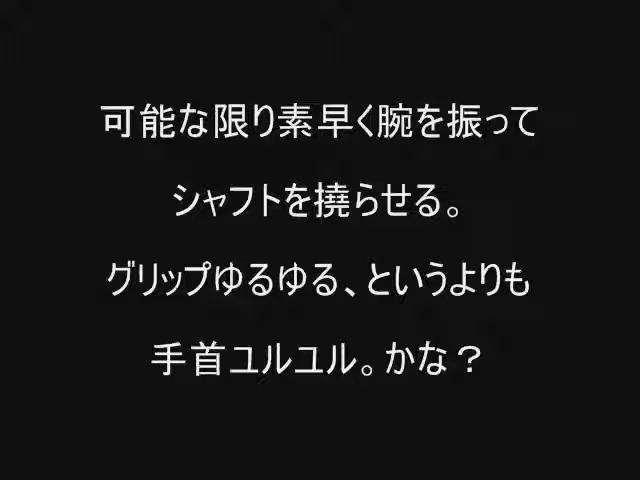 可能な限り素早く腕を振って
シャフトを撓らせる。
グリップゆるゆる、というよりも
手首ユルユル。かな？